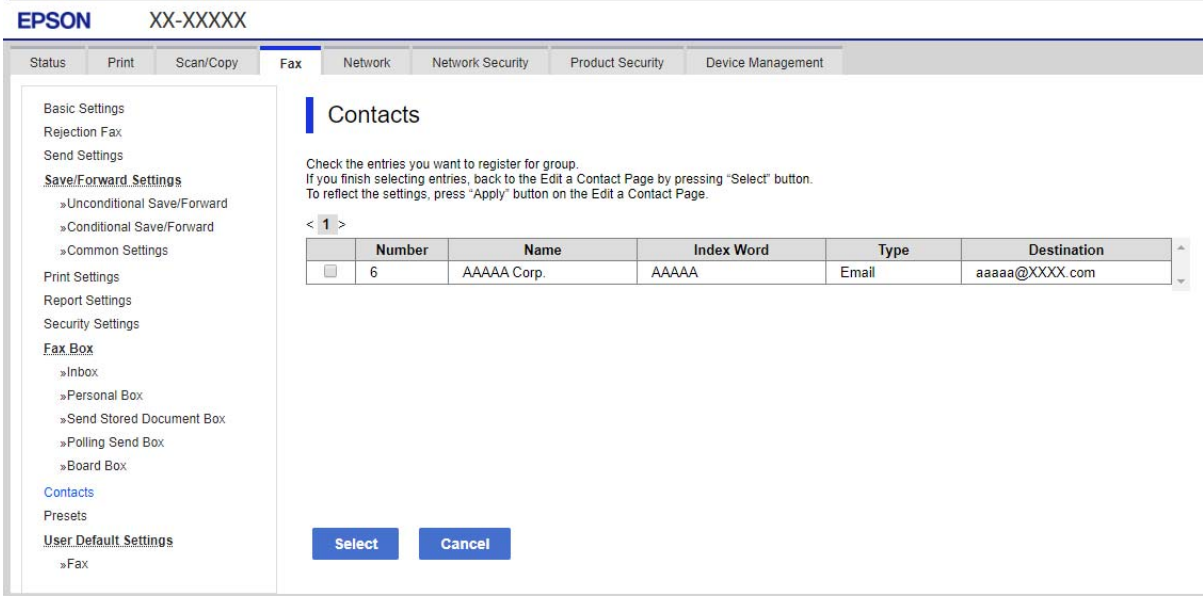 EPSON XX-XXXXX
Status Print Scan/Copy Fax Network Network Security Product Security Device Management
Basic Settings
Rejection Fax
Send Settings
Save/Forward Settings
»Unconditional Save/Forward
»Conditional Save/Forward
»Common Settings
Print Settings
Report Settings
Security Settings
Fax Box
»Inbox
»Personal Box
»Send Stored Document Box
»Polling Send Box
»Board Box
Contacts
Presets
User Default Settings
»Fax
Contacts
Check the entries you want to register for group.
If you finish selecting entries, back to the Edit a Contact Page by pressing “Select” button.
To reflect the settings, press “Apply” button on the Edit a Contact Page.
< 1 >
Number Name Index Word Type Destination
6 AAAAA Corp. AAAAA Email aaaaa@XXXX.com
Select Cancel